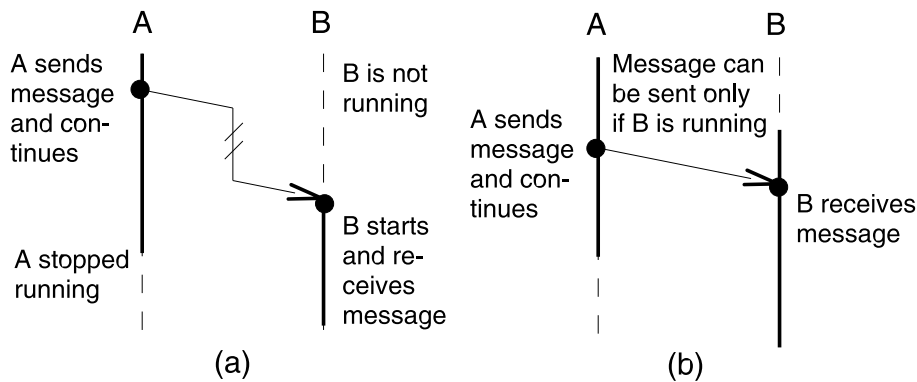 A
B
A sends
message
and con-
tinues
B is not
running
A stopped
running
B starts
and re-
ceives
message
(a)
A
B
Message can
be sent only
if B is running
A sends
message
and con-
tinues
B receives
message
(b)